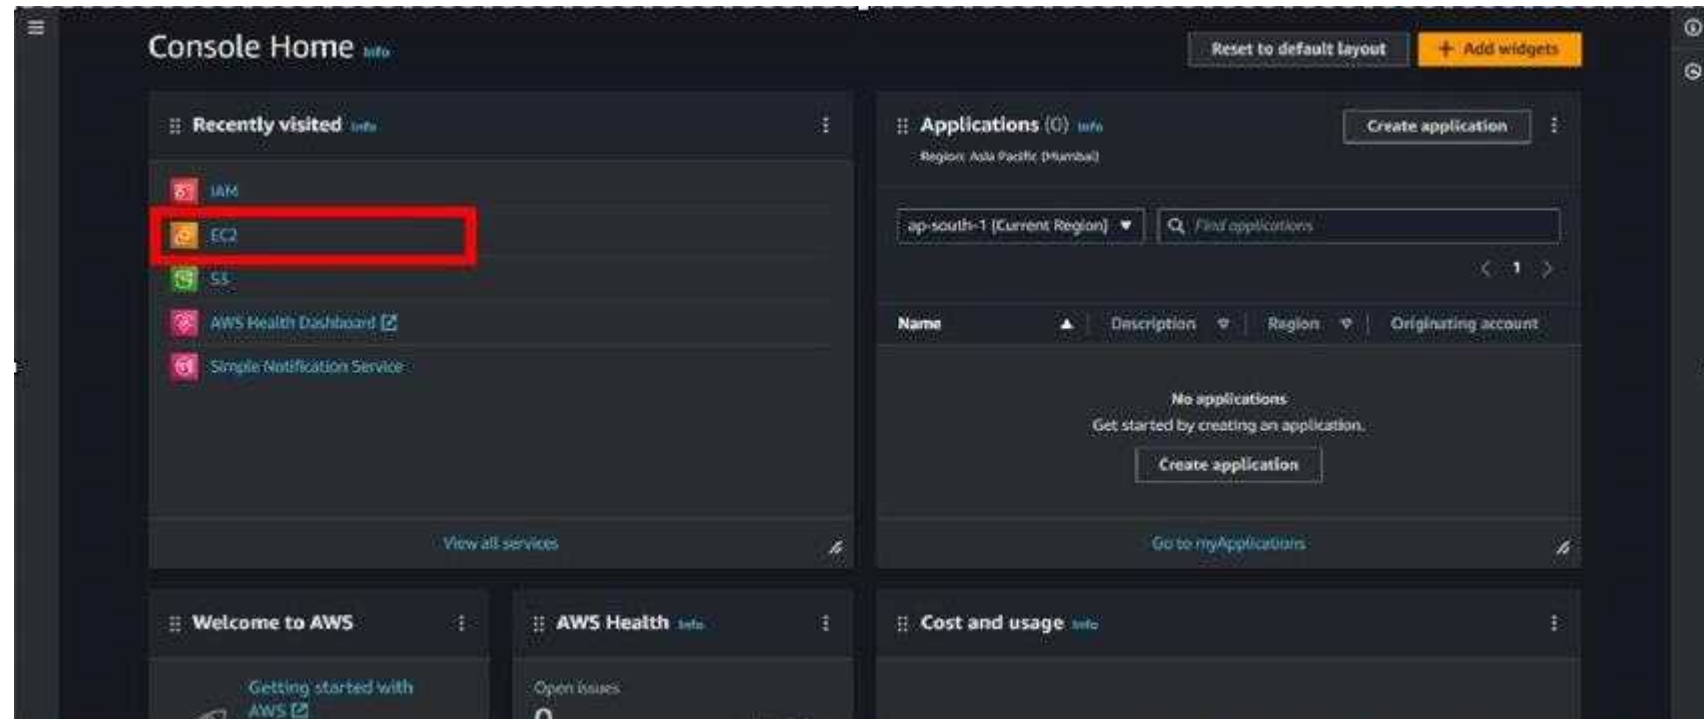 Console Home Info
Reset to default layout
+ Add widgets
Recently visited Info
IAM
EC2
S3
AWS Health Dashboard
Simple Notification Service
View all services
Applications (0) Info
Create application
Region: Asia Pacific (Mumbai)
ap-south-1 (Current Region)
Find applications
1
Name Description Region Originating account
No applications
Get started by creating an application.
Create application
Go to myApplications
Welcome to AWS
Getting started with
AWS
AWS Health Info
Open issues
0
Cost and usage Info